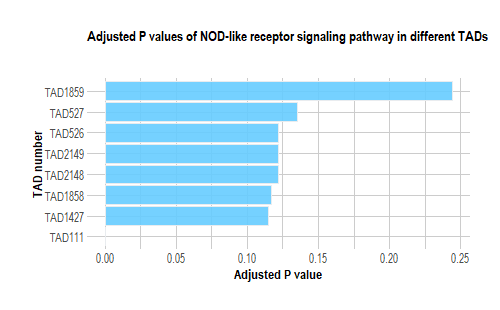 Adjusted P values of NOD-like receptor signaling pathway in different TADs
TAD1859
TAD527
TAD526
TAD2149
TAD2148
TAD1858
TAD1427
TAD111
TAD number
0.00 0.05 0.10 0.15 0.20 0.25
Adjusted P value